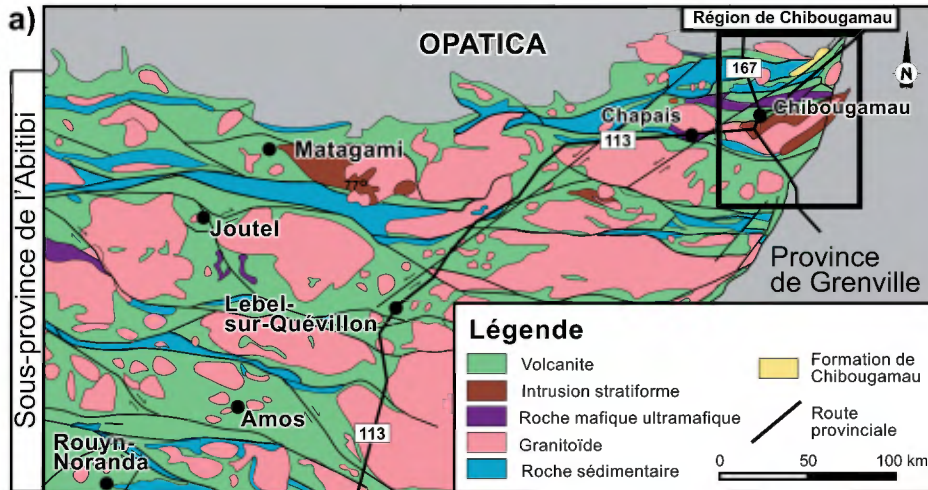 a)
Région de Chibougamau
OPATICA
N
167
Chibougamau
Chapais
113
Matagami
77°
Sous-province de l'Abitibi
Joutel
Province
de Grenville
Lebel-
sur-Quévillon
Amos
113
Rouyn-
Noranda
Légende
Volcanite
Intrusion stratiforme
Roche mafique ultramafique
Granitoïde
Roche sédimentaire
Formation de
Chibougamau
Route
provinciale
0 50 100 km